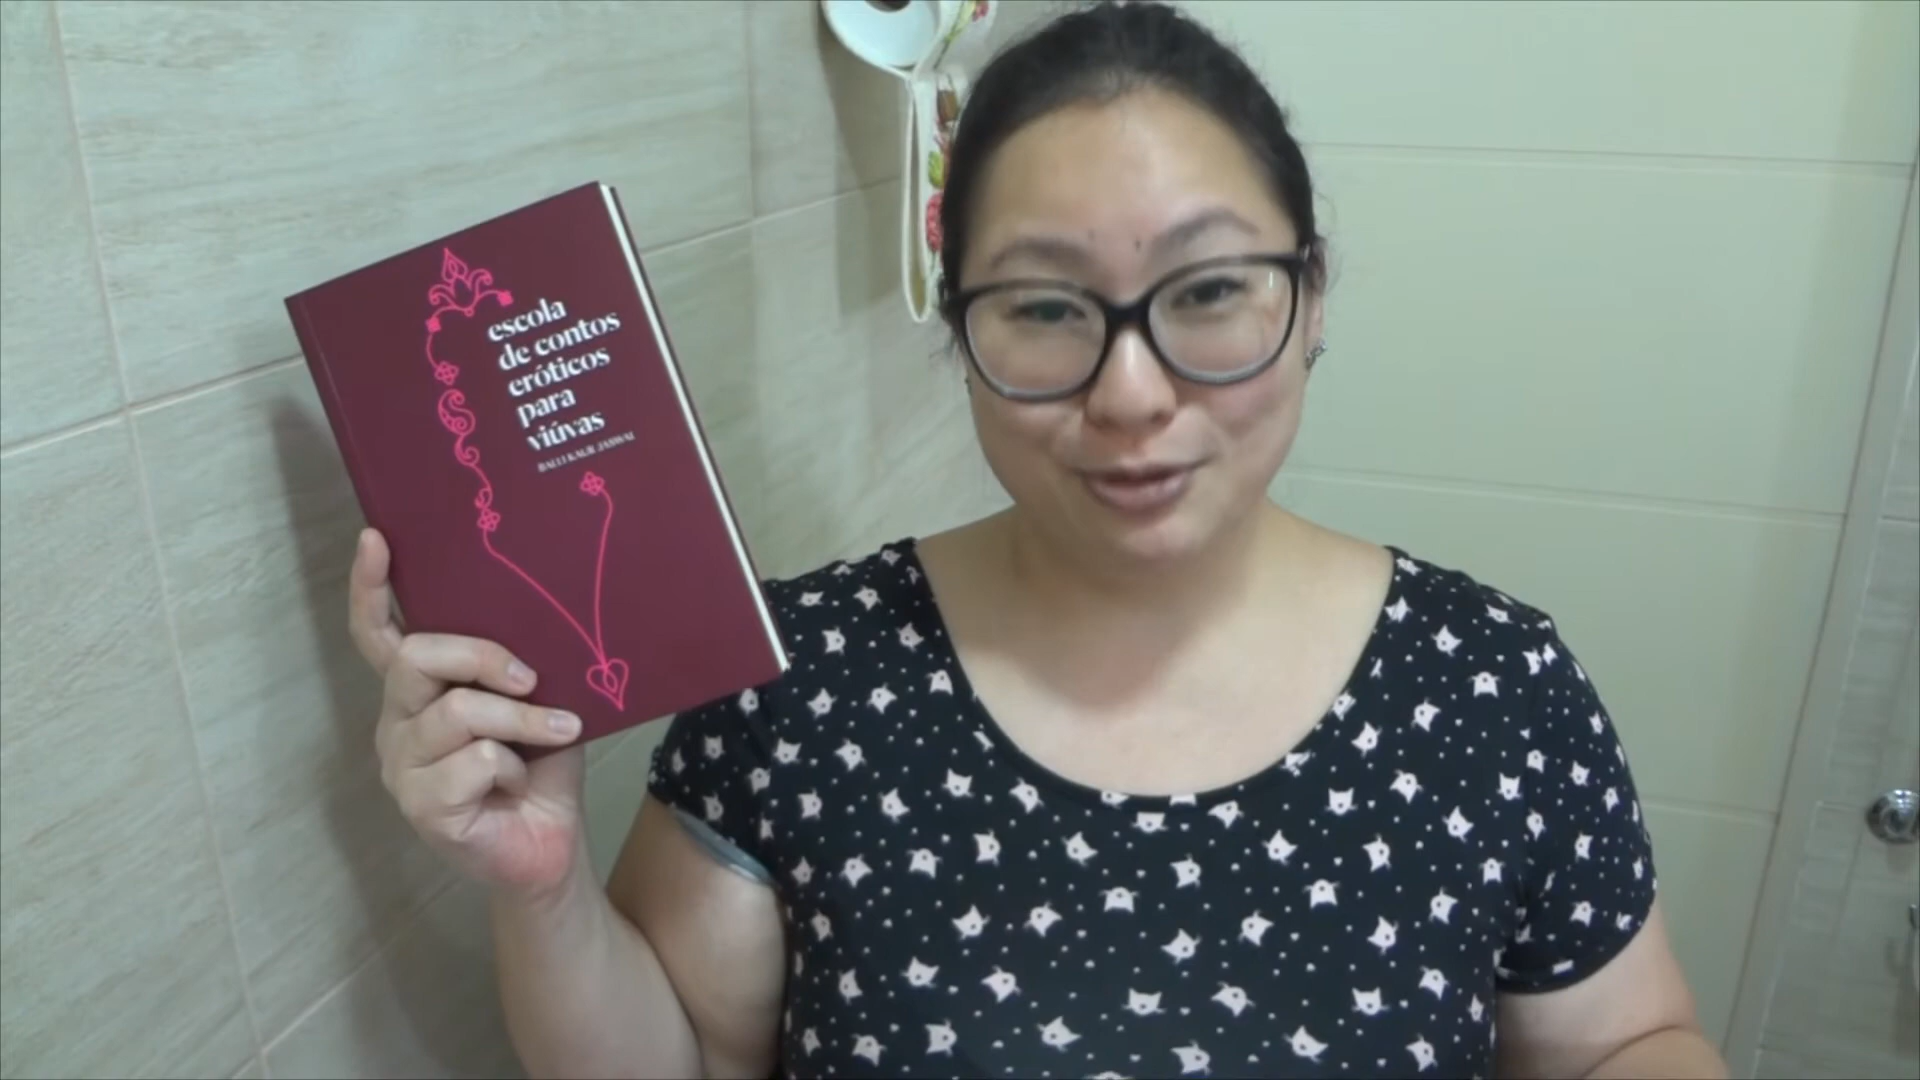 escola
de contos
eróticos
para
viúvas
BALLI KAUR JASWAL